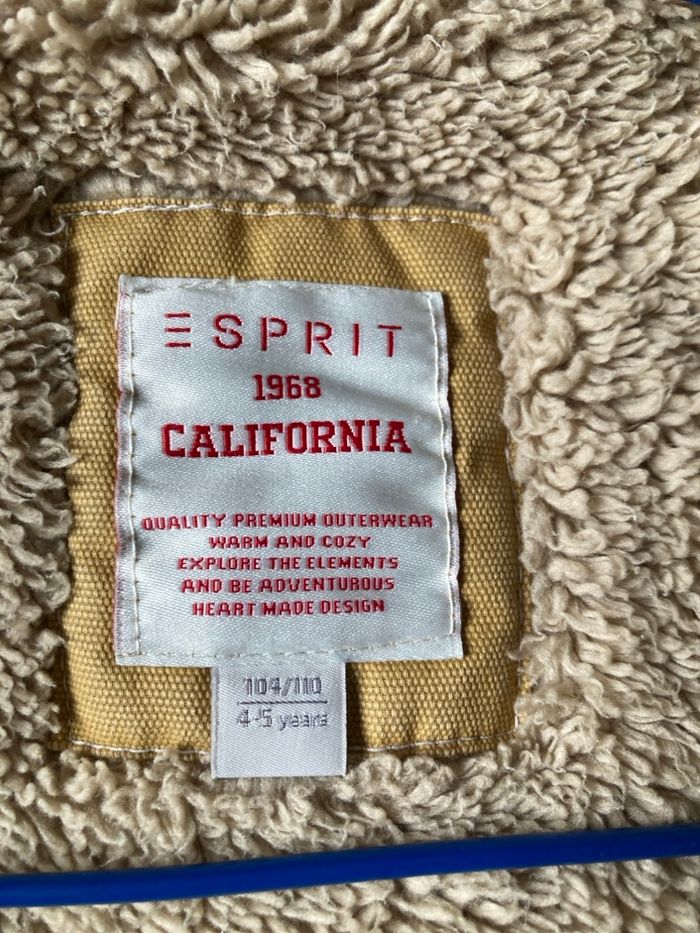 ESPRIT
1968
CALIFORNIA
QUALITY PREMIUM OUTERWEAR
WARM AND COZY
EXPLORE THE ELEMENTS
AND BE ADVENTUROUS
HEART MADE DESIGN
104/110
4-5 years